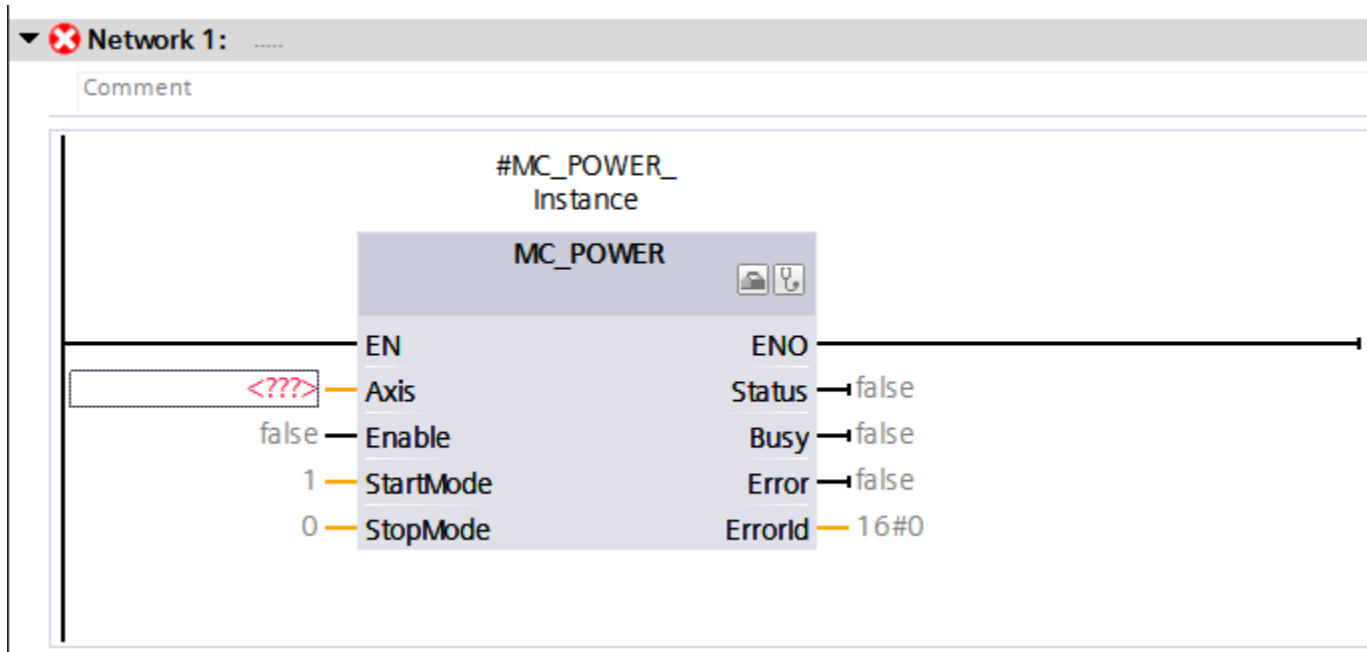 Network 1: .....
Comment
#MC_POWER_
Instance
MC_POWER
EN ENO
<???> Axis Status false
false Enable Busy false
1 StartMode Error false
0 StopMode ErrorId 16#0